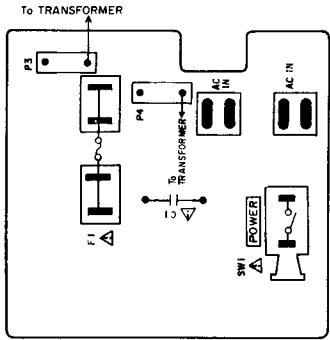 To TRANSFORMER
P3
P4
To
TRANSFORMER
AC
IN
AC IN
F1
C1
POWER
SW1